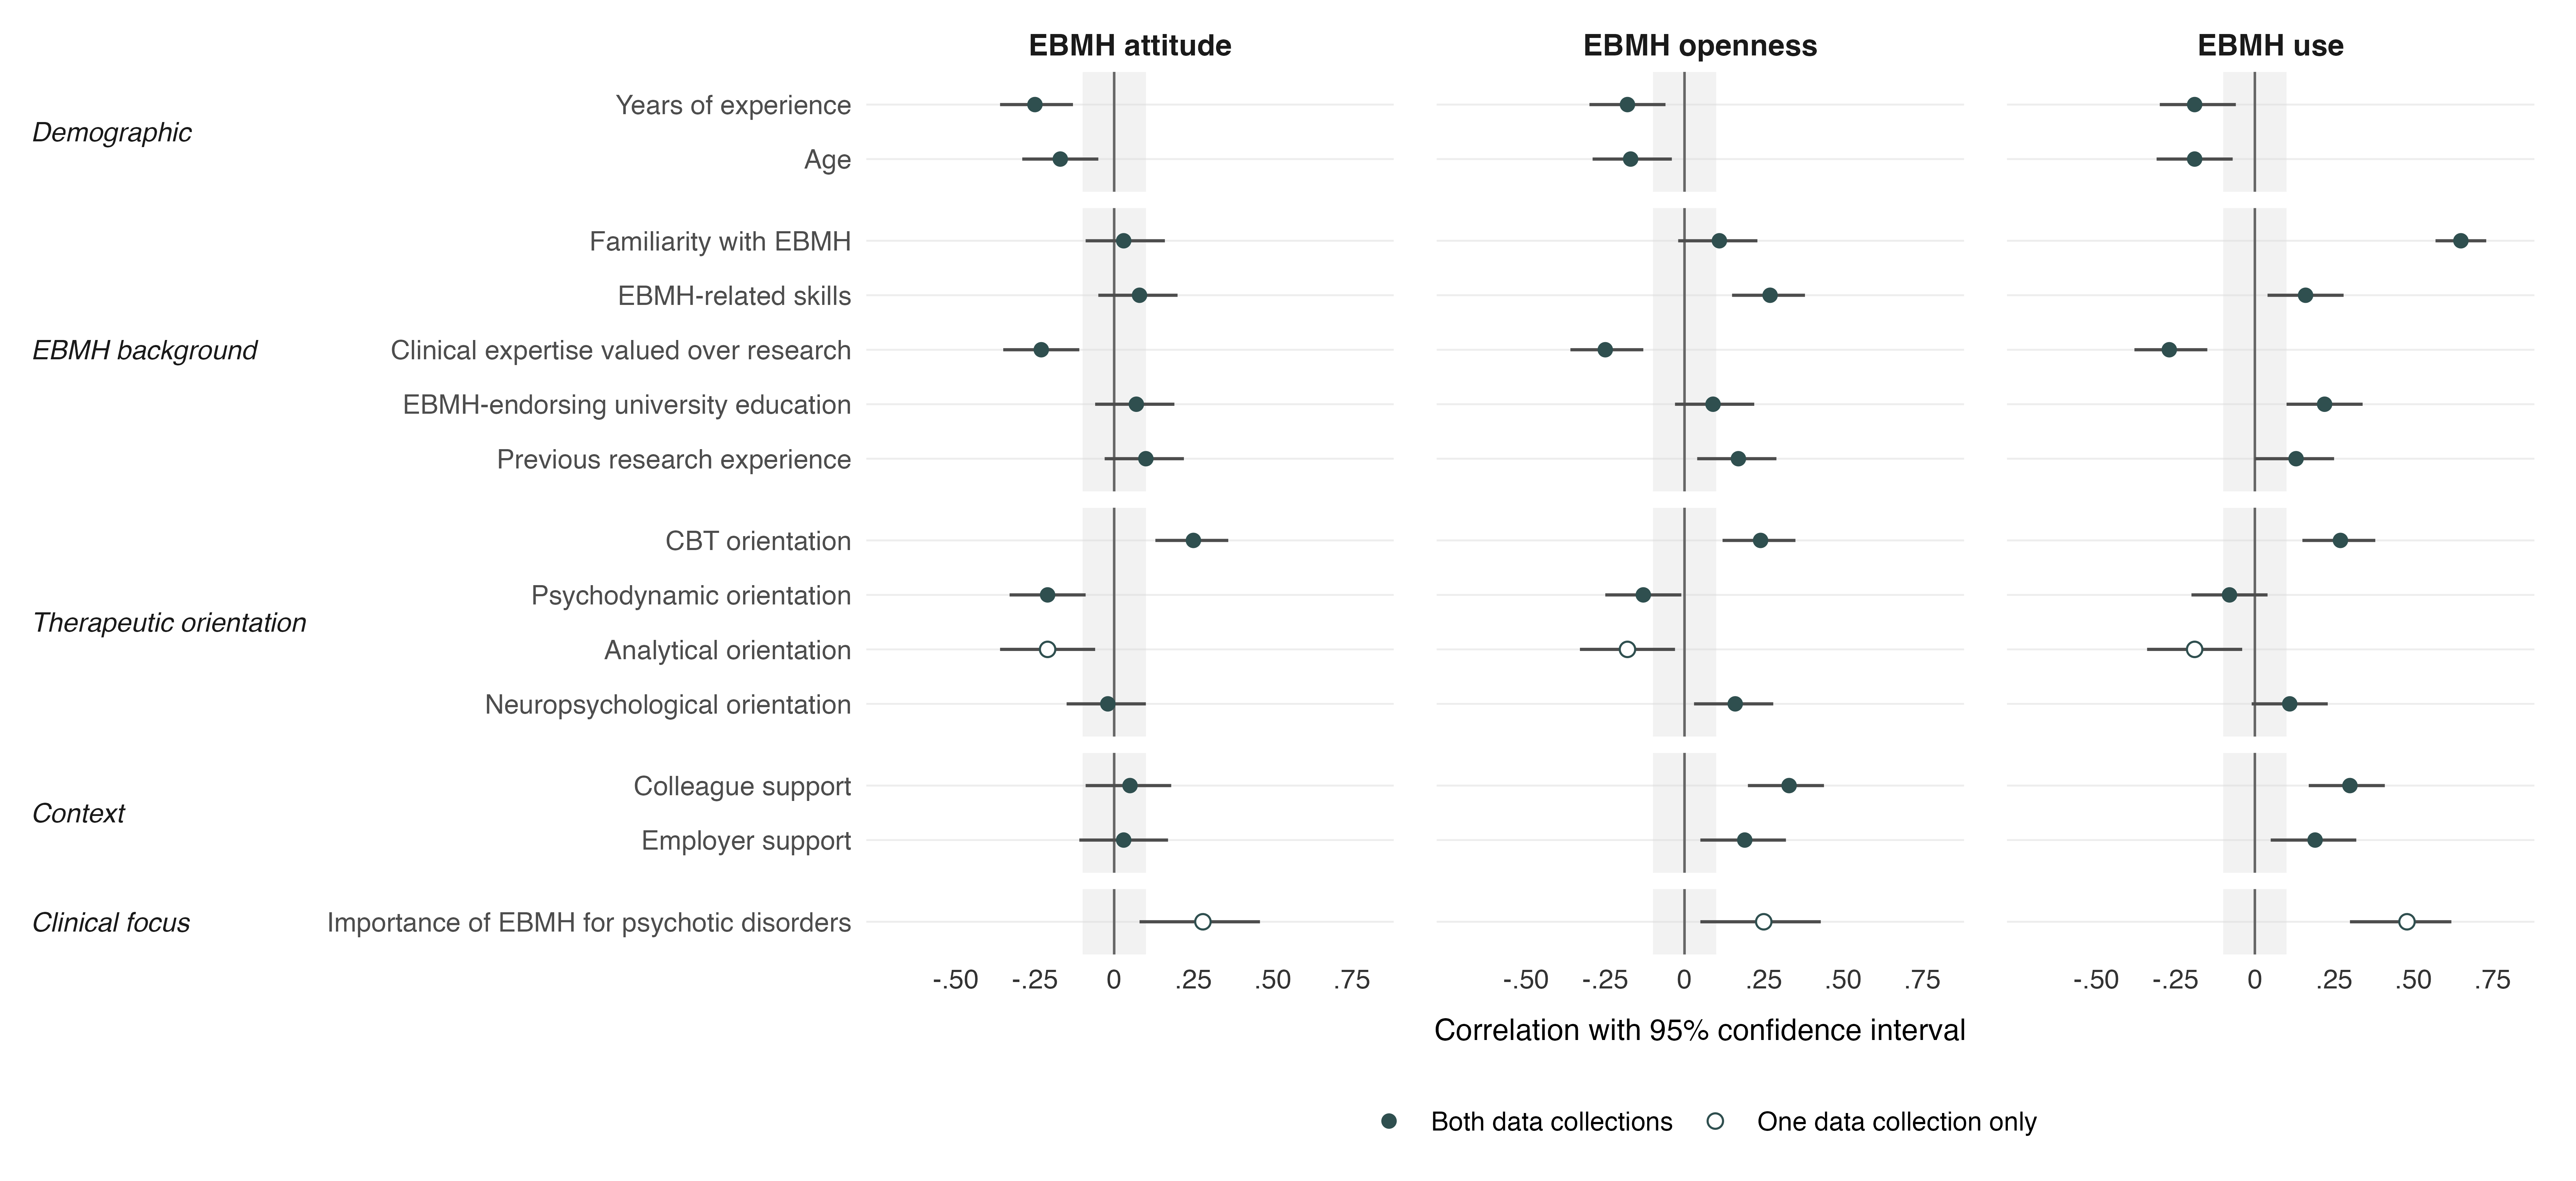 EBMH attitude EBMH openness EBMH use
Demographic
Years of experience
Age
EBMH background
Familiarity with EBMH
EBMH-related skills
Clinical expertise valued over research
EBMH-endorsing university education
Previous research experience
Therapeutic orientation
CBT orientation
Psychodynamic orientation
Analytical orientation
Neuropsychological orientation
Context
Colleague support
Employer support
Clinical focus
Importance of EBMH for psychotic disorders
-.50 -.25 0 .25 .50 .75 -.50 -.25 0 .25 .50 .75 -.50 -.25 0 .25 .50 .75
Correlation with 95% confidence interval
Both data collections One data collection only